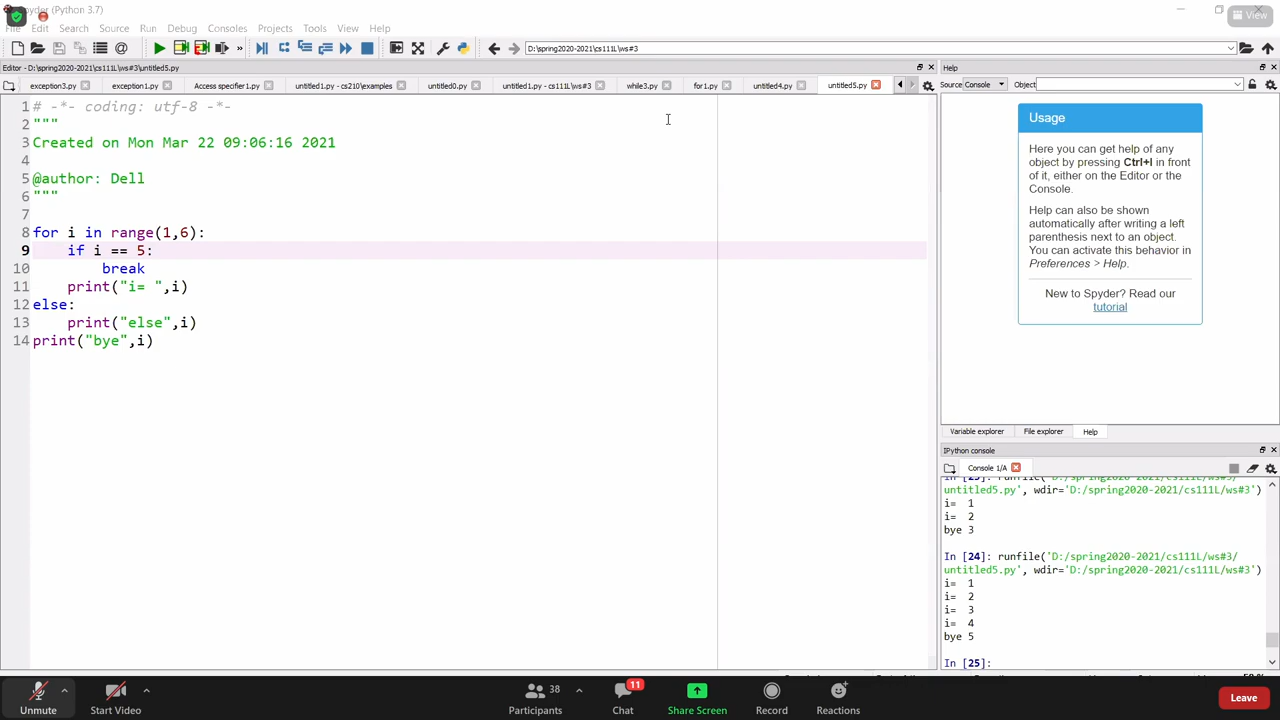 Spyder (Python 3.7)
View
File Edit Search Source Run Debug Consoles Projects Tools View Help
D:\spring2020-2021\cs111L\ws#3
Editor - D:\spring2020-2021\cs111L\ws#3\untitled5.py
Help
exception3.py exception1.py Access specifier1.py untitled1.py - cs210\examples untitled0.py untitled1.py - cs111L\ws#3 while3.py for1.py untitled4.py untitled5.py
Source Console Object
1 # -*- coding: utf-8 -*-
2 """
3 Created on Mon Mar 22 09:06:16 2021
4
5 @author: Dell
6 """
7
8 for i in range(1,6):
9 if i == 5:
10 break
11 print("i= ",i)
12 else:
13 print("else",i)
14 print("bye",i)
Usage
Here you can get help of any
object by pressing Ctrl+I in front
of it, either on the Editor or the
Console.
Help can also be shown
automatically after writing a left
parenthesis next to an object.
You can activate this behavior in
Preferences > Help.
New to Spyder? Read our
tutorial
Variable explorer File explorer Help
IPython console
Console 1/A
In [23]: runfile('D:/spring2020-2021/cs111L/ws#3/
untitled5.py', wdir='D:/spring2020-2021/cs111L/ws#3')
i= 1
i= 2
bye 3
In [24]: runfile('D:/spring2020-2021/cs111L/ws#3/
untitled5.py', wdir='D:/spring2020-2021/cs111L/ws#3')
i= 1
i= 2
i= 3
i= 4
bye 5
In [25]:
Unmute
Start Video
38
Participants
11
Chat
Share Screen
Record
Reactions
Leave